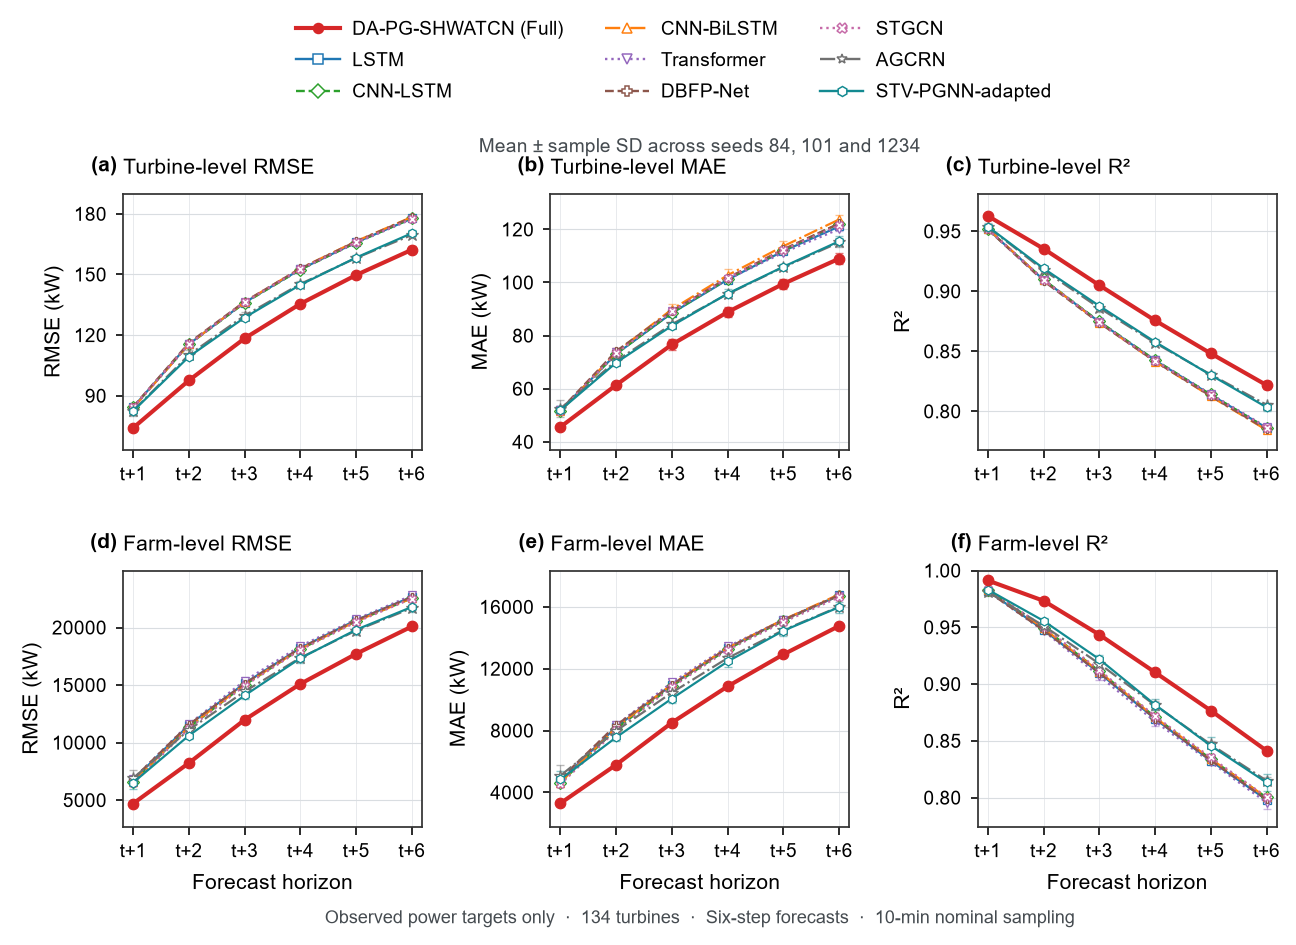 DA-PG-SHWATCN (Full)
CNN-BiLSTM
STGCN
LSTM
Transformer
AGCRN
CNN-LSTM
DBFP-Net
STV-PGNN-adapted
Mean ± sample SD across seeds 84, 101 and 1234
(a) Turbine-level RMSE
RMSE (kW)
180
150
120
90
t+1 t+2 t+3 t+4 t+5 t+6
(b) Turbine-level MAE
MAE (kW)
120
100
80
60
40
t+1 t+2 t+3 t+4 t+5 t+6
(c) Turbine-level R²
R²
0.95
0.90
0.85
0.80
t+1 t+2 t+3 t+4 t+5 t+6
(d) Farm-level RMSE
RMSE (kW)
20000
15000
10000
5000
t+1 t+2 t+3 t+4 t+5 t+6
Forecast horizon
(e) Farm-level MAE
MAE (kW)
16000
12000
8000
4000
t+1 t+2 t+3 t+4 t+5 t+6
Forecast horizon
(f) Farm-level R²
R²
1.00
0.95
0.90
0.85
0.80
t+1 t+2 t+3 t+4 t+5 t+6
Forecast horizon
Observed power targets only · 134 turbines · Six-step forecasts · 10-min nominal sampling